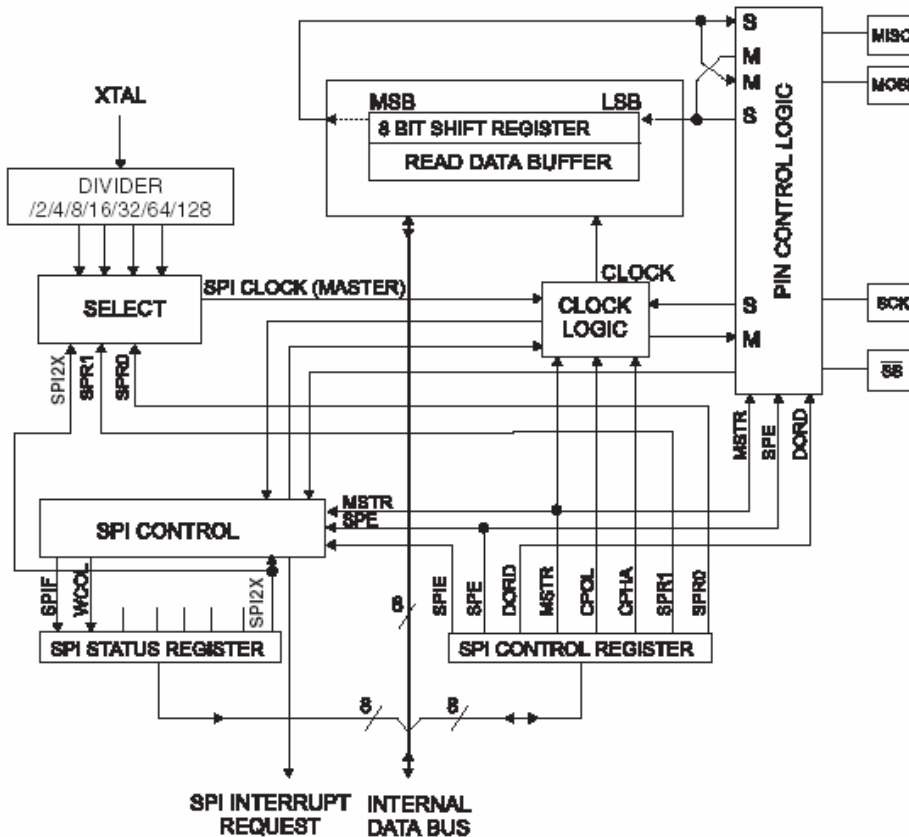 S
MISO
M
XTAL
MSB
LSB
M
MOSI
8 BIT SHIFT REGISTER
S
READ DATA BUFFER
DIVIDER
/2/4/8/16/32/64/128
PIN CONTROL LOGIC
SPI CLOCK (MASTER)
CLOCK
SELECT
CLOCK
LOGIC
S
SCK
M
SPI2X
SPR1
SPR0
SS
MSTR
SPE
DORD
MSTR
SPE
SPI CONTROL
SPIF
WCOL
SPI2X
SPIE
SPE
DORD
MSTR
CPOL
CPHA
SPR1
SPR0
8
SPI STATUS REGISTER
SPI CONTROL REGISTER
8
8
SPI INTERRUPT
REQUEST
INTERNAL
DATA BUS